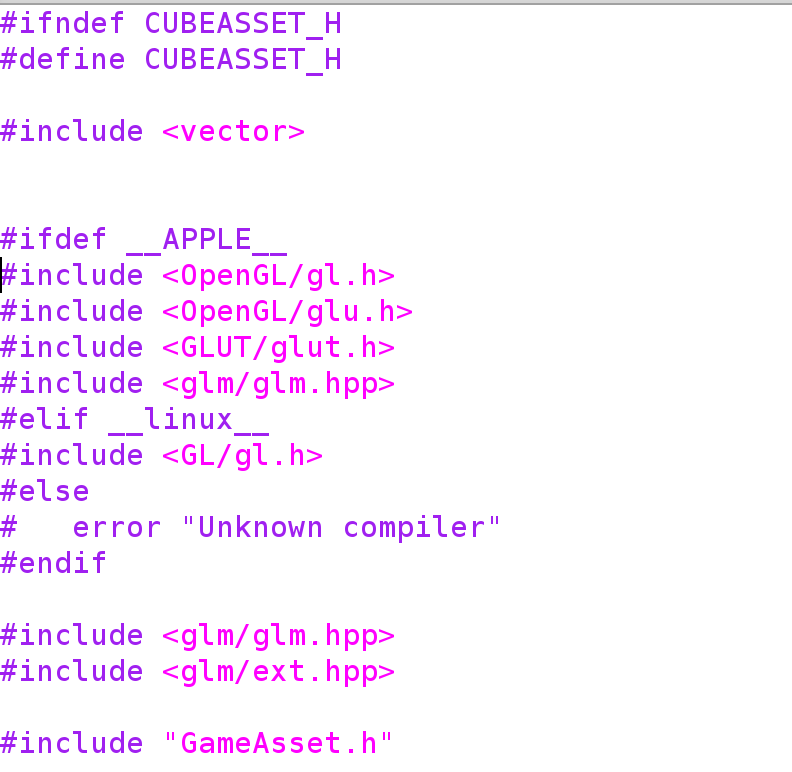 #ifndef CUBEASSET_H
#define CUBEASSET_H
#include <vector>
#ifdef __APPLE__
#include <OpenGL/gl.h>
#include <OpenGL/glu.h>
#include <GLUT/glut.h>
#include <glm/glm.hpp>
#elif __linux__
#include <GL/gl.h>
#else
#   error "Unknown compiler"
#endif
#include <glm/glm.hpp>
#include <glm/ext.hpp>
#include "GameAsset.h"